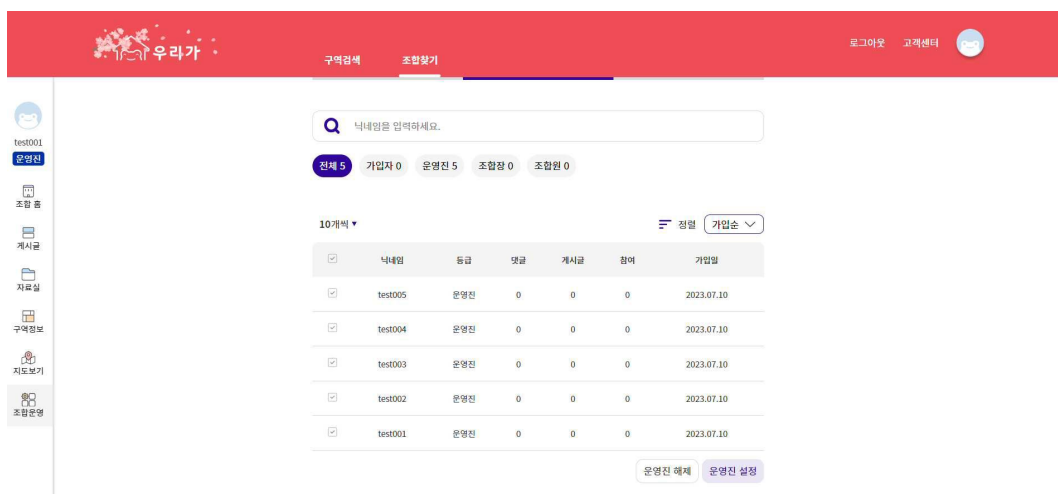 우리가
로그아웃 고객센터
구역검색 조합찾기
test001
운영진
조합 홈
게시글
자료실
구역정보
지도보기
조합운영
닉네임을 입력하세요.
전체 5 가입자 0 운영진 5 조합장 0 조합원 0
10개씩 ▼ 정렬 가입순
닉네임 등급 댓글 게시글 참여 가입일
test005 운영진 0 0 0 2023.07.10
test004 운영진 0 0 0 2023.07.10
test003 운영진 0 0 0 2023.07.10
test002 운영진 0 0 0 2023.07.10
test001 운영진 0 0 0 2023.07.10
운영진 해제 운영진 설정